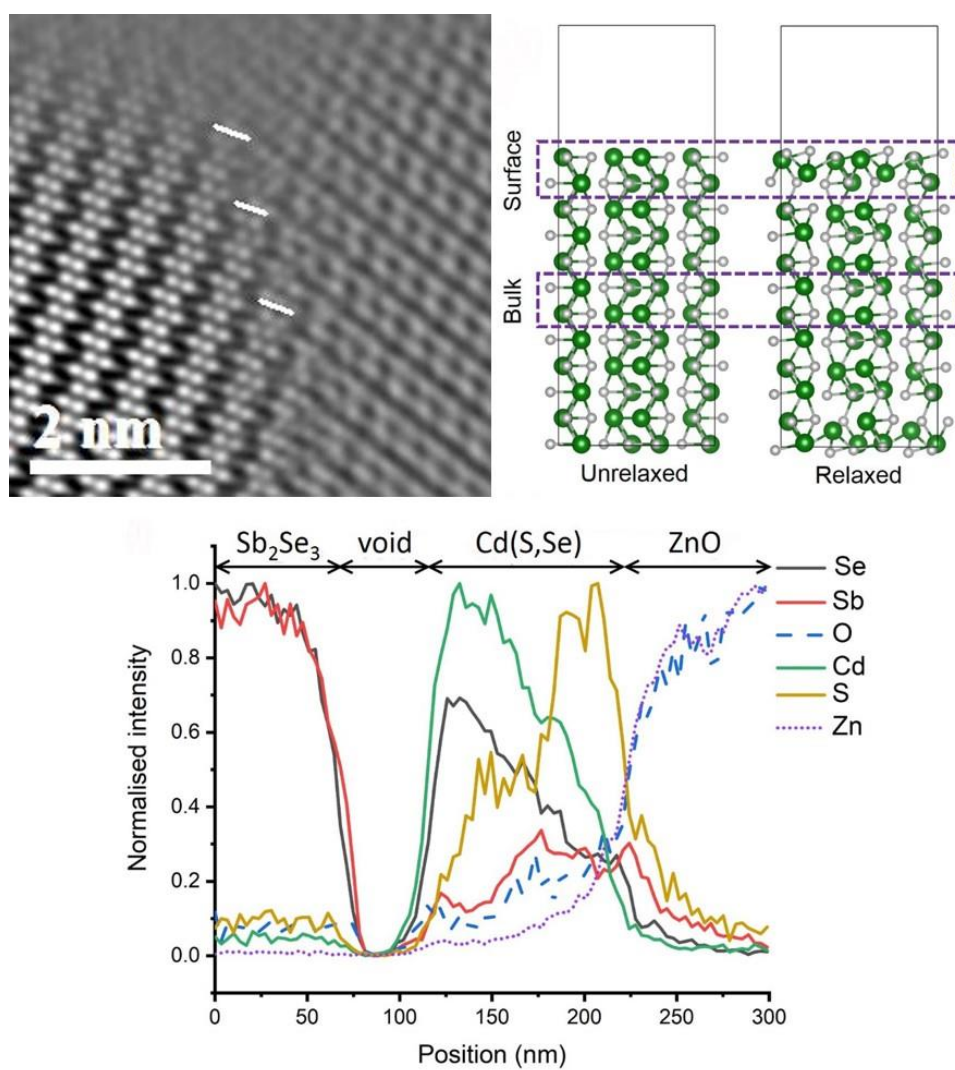 2 nm
Surface
Bulk
Unrelaxed
Relaxed
Sb₂Se₃
void
Cd(S,Se)
ZnO
Se
Sb
O
Cd
S
Zn
Normalised intensity
1.0
0.8
0.6
0.4
0.2
0.0
0
50
100
150
200
250
300
Position (nm)